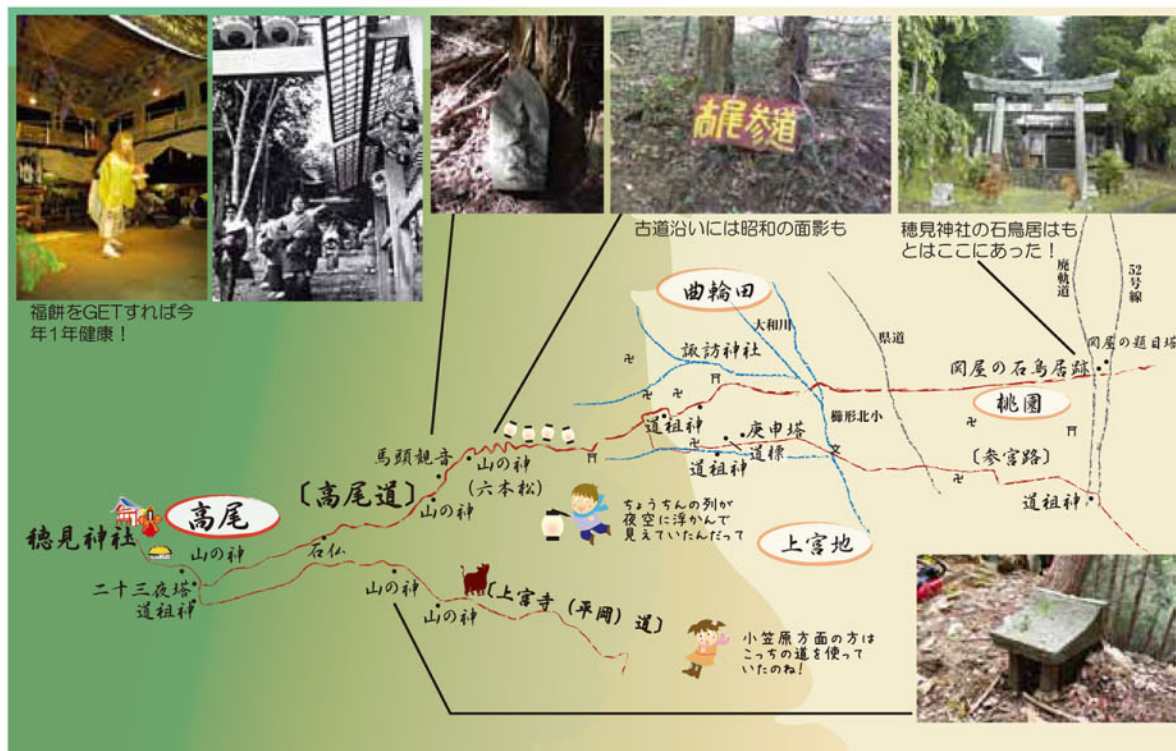 高尾参道
福餅をGETすれば今
年1年健康！
古道沿いには昭和の面影も
穂見神社の石鳥居はも
とはここにあった！
曲輪田
大和川
県道
廃軌道
52号線
諏訪神社
関屋の題目塔
関屋の石鳥居跡
桃園
櫛形北小
道祖神
庚申塔
道標
道祖神
〔参宮路〕
道祖神
馬頭観音
山の神
(六本松)
〔高尾道〕
山の神
ちょうちんの列が
夜空に浮かんで
見えていたんだって
上宮地
高尾
穂見神社
山の神
石仏
二十三夜塔
道祖神
山の神
山の神
〔上宮寺（平岡）道〕
小笠原方面の方は
こっちの道を使って
いたのね!